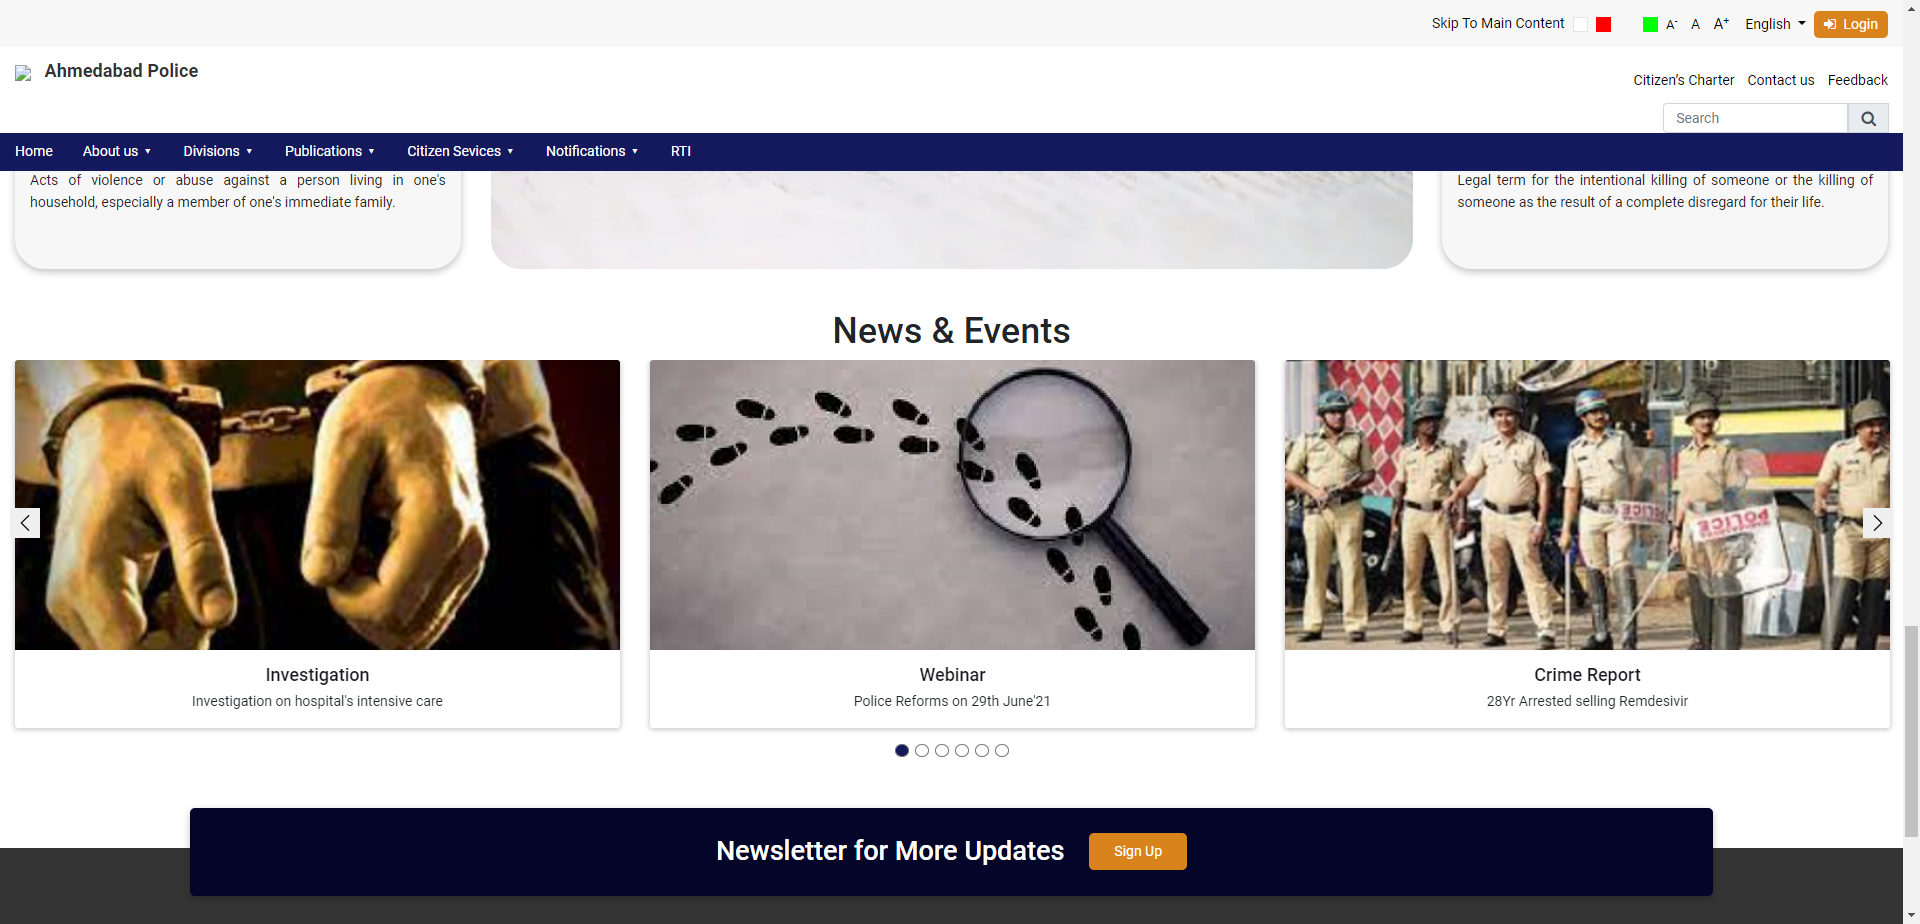 Skip To Main Content A- A A+ English Login
Ahmedabad Police
Citizen's Charter Contact us Feedback
Search
Home About us Divisions Publications Citizen Sevices Notifications RTI
Acts of violence or abuse against a person living in one's
household, especially a member of one's immediate family.
Legal term for the intentional killing of someone or the killing of
someone as the result of a complete disregard for their life.
News & Events
POLICE
POLICE
Investigation
Investigation on hospital's intensive care
Webinar
Police Reforms on 29th June'21
Crime Report
28Yr Arrested selling Remdesivir
Newsletter for More Updates Sign Up